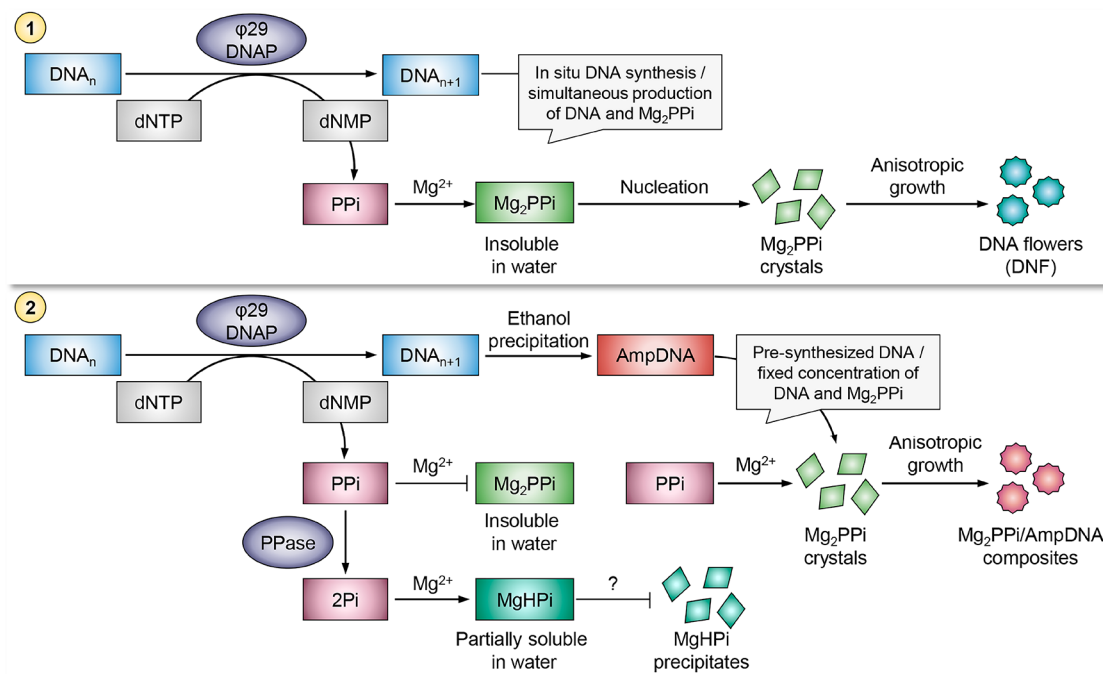 1
φ29
DNAP
DNAₙ
DNAₙ₊₁
In situ DNA synthesis /
simultaneous production
of DNA and Mg₂PPi
dNTP
dNMP
PPi
Mg²⁺
Mg₂PPi
Insoluble
in water
Nucleation
Mg₂PPi
crystals
Anisotropic
growth
DNA flowers
(DNF)
2
φ29
DNAP
DNAₙ
DNAₙ₊₁
Ethanol
precipitation
AmpDNA
Pre-synthesized DNA /
fixed concentration of
DNA and Mg₂PPi
dNTP
dNMP
PPi
Mg²⁺
Mg₂PPi
Insoluble
in water
PPi
Mg²⁺
Mg₂PPi
crystals
Anisotropic
growth
Mg₂PPi/AmpDNA
composites
PPase
2Pi
Mg²⁺
MgHPi
Partially soluble
in water
?
MgHPi
precipitates